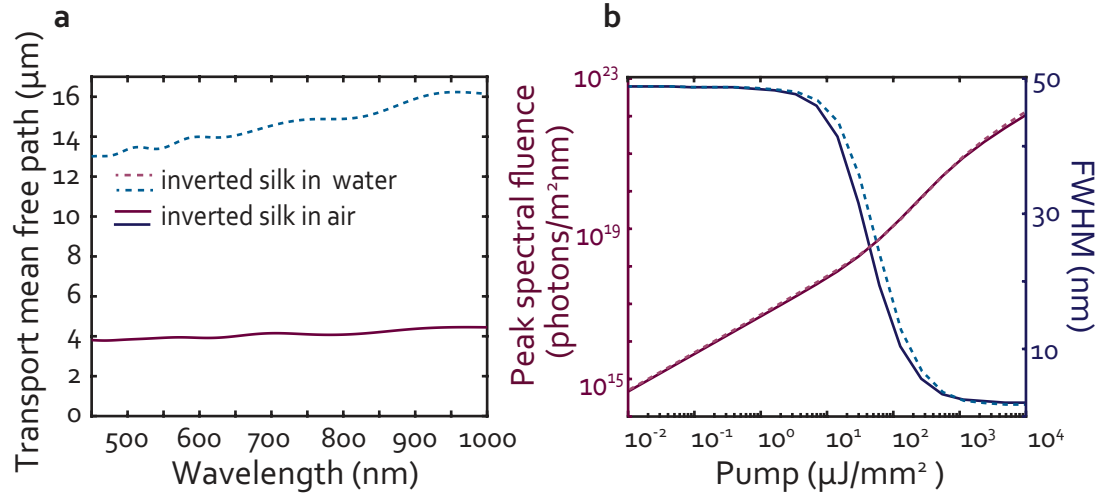 a
Transport mean free path (μm)
16
14
12
10
8
6
4
2
0
inverted silk in water
inverted silk in air
500
600
700
800
900
1000
Wavelength (nm)
b
Peak spectral fluence
(photons/m²nm)
10²³
10¹⁹
10¹⁵
50
30
10
FWHM (nm)
10⁻²
10⁻¹
10⁰
10¹
10²
10³
10⁴
Pump (μJ/mm²)